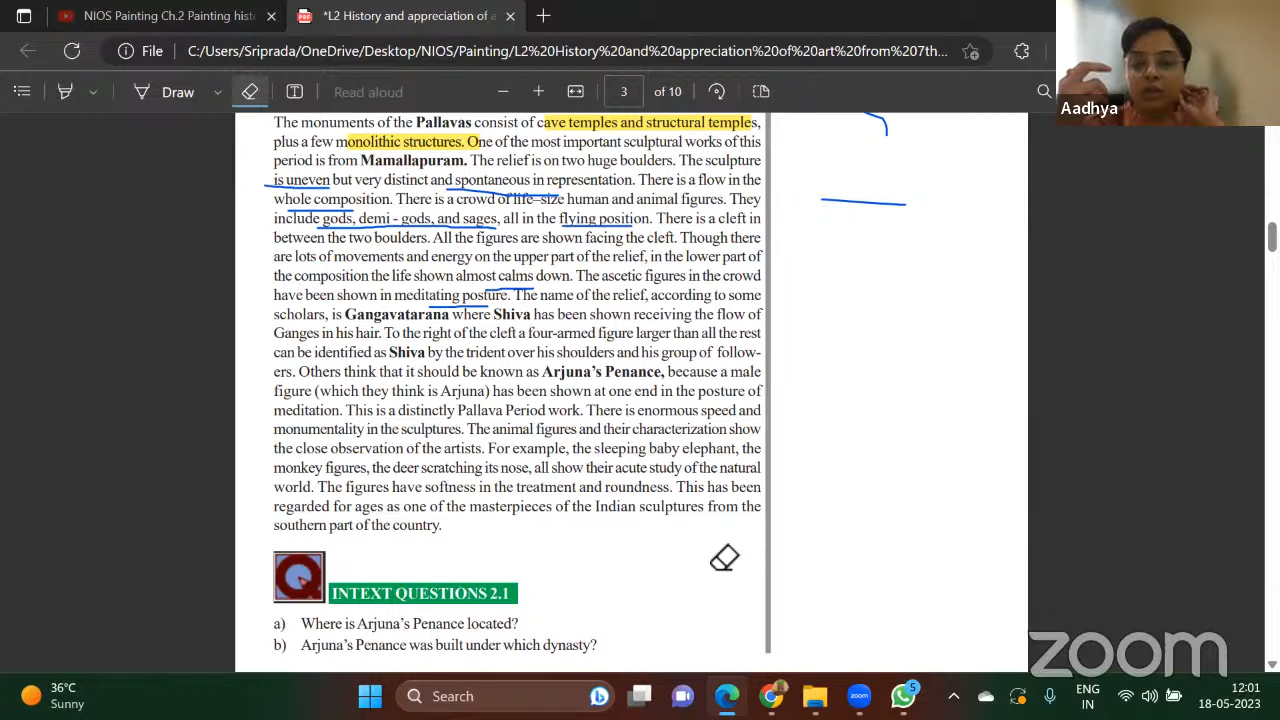 NIOS Painting Ch.2 Painting hist
*L2 History and appreciation of a
File
C:/Users/Sriprada/OneDrive/Desktop/NIOS/Painting/L2%20History%20and%20appreciation%20of%20art%20from%207th...
Draw
Read aloud
3
of 10
Aadhya
The monuments of the Pallavas consist of cave temples and structural temples,
plus a few monolithic structures. One of the most important sculptural works of this
period is from Mamallapuram. The relief is on two huge boulders. The sculpture
is uneven but very distinct and spontaneous in representation. There is a flow in the
whole composition. There is a crowd of life–size human and animal figures. They
include gods, demi - gods, and sages, all in the flying position. There is a cleft in
between the two boulders. All the figures are shown facing the cleft. Though there
are lots of movements and energy on the upper part of the relief, in the lower part of
the composition the life shown almost calms down. The ascetic figures in the crowd
have been shown in meditating posture. The name of the relief, according to some
scholars, is Gangavatarana where Shiva has been shown receiving the flow of
Ganges in his hair. To the right of the cleft a four-armed figure larger than all the rest
can be identified as Shiva by the trident over his shoulders and his group of follow-
ers. Others think that it should be known as Arjuna's Penance, because a male
figure (which they think is Arjuna) has been shown at one end in the posture of
meditation. This is a distinctly Pallava Period work. There is enormous speed and
monumentality in the sculptures. The animal figures and their characterization show
the close observation of the artists. For example, the sleeping baby elephant, the
monkey figures, the deer scratching its nose, all show their acute study of the natural
world. The figures have softness in the treatment and roundness. This has been
regarded for ages as one of the masterpieces of the Indian sculptures from the
southern part of the country.
INTEXT QUESTIONS 2.1
a) Where is Arjuna's Penance located?
b) Arjuna's Penance was built under which dynasty?
zoom
36°C
Sunny
Search
zoom
5
ENG
IN
12:01
18-05-2023